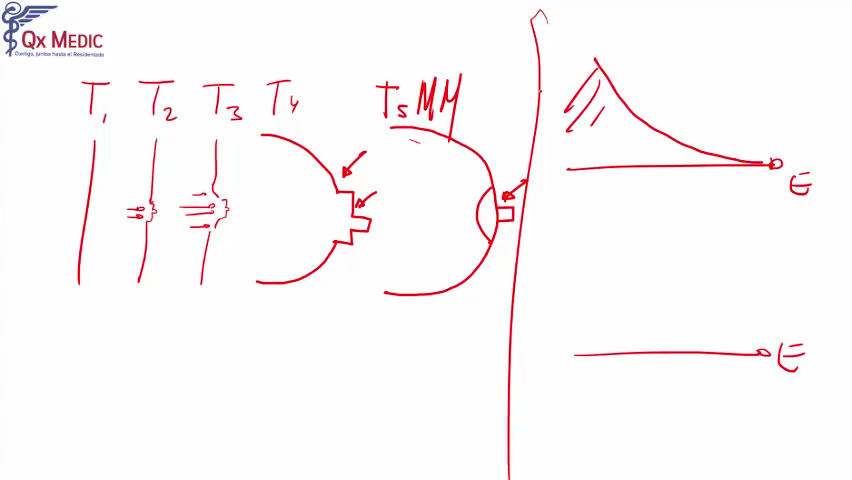 Qx MEDIC
Contigo, juntos hasta el Residentado
T1 T2 T3 T4 T5 MM
E
E